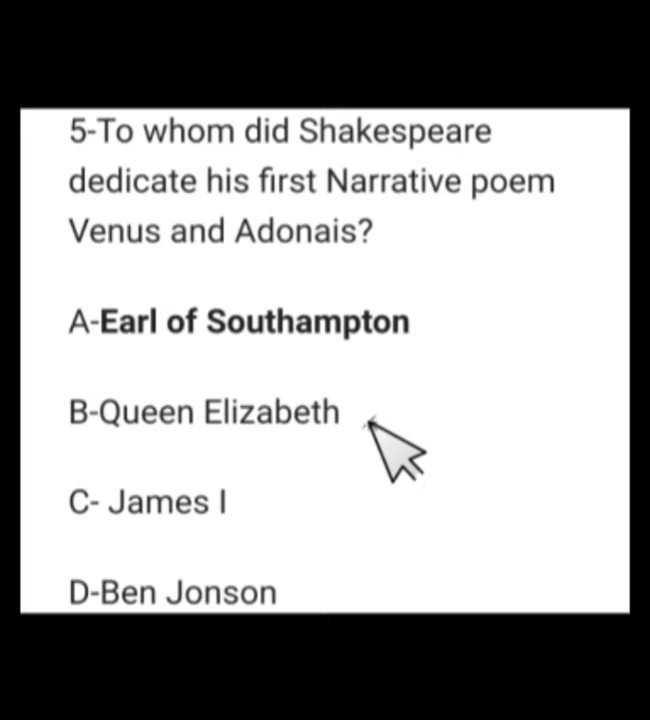 5-To whom did Shakespeare
dedicate his first Narrative poem
Venus and Adonais?
A-Earl of Southampton
B-Queen Elizabeth
C- James I
D-Ben Jonson